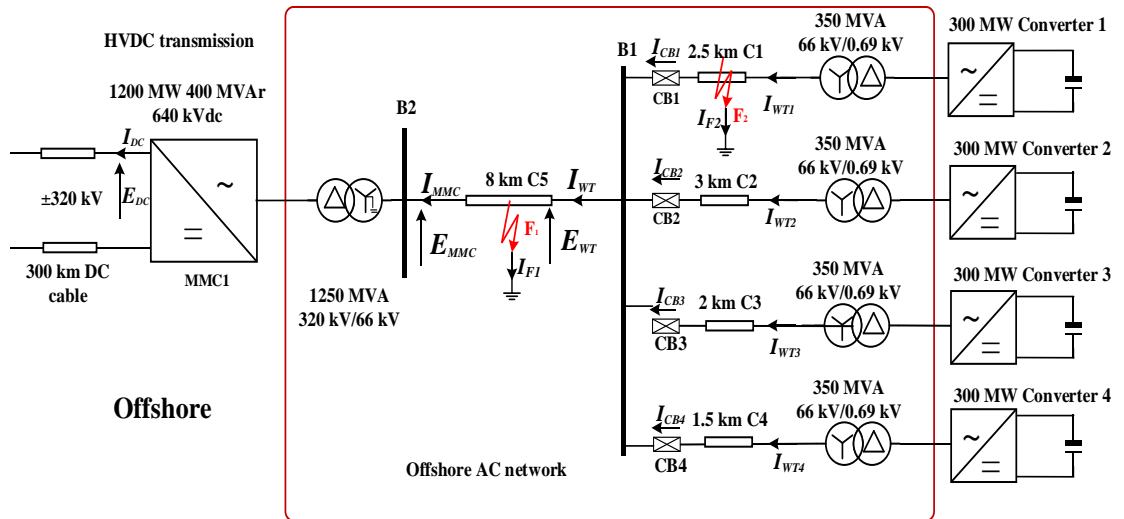 HVDC transmission
1200 MW 400 MVAr
640 kVdc
I_DC
±320 kV
E_DC
300 km DC
cable
MMC1
~
=
Offshore
1250 MVA
320 kV/66 kV
B2
I_MMC
8 km C5
I_WT
E_MMC
F₁
E_WT
I_F1
Offshore AC network
B1
I_CB1
2.5 km C1
CB1
I_WT1
I_F2
F₂
350 MVA
66 kV/0.69 kV
300 MW Converter 1
~
=
I_CB2
3 km C2
CB2
I_WT2
350 MVA
66 kV/0.69 kV
300 MW Converter 2
~
=
I_CB3
2 km C3
CB3
I_WT3
350 MVA
66 kV/0.69 kV
300 MW Converter 3
~
=
I_CB4
1.5 km C4
CB4
I_WT4
350 MVA
66 kV/0.69 kV
300 MW Converter 4
~
=